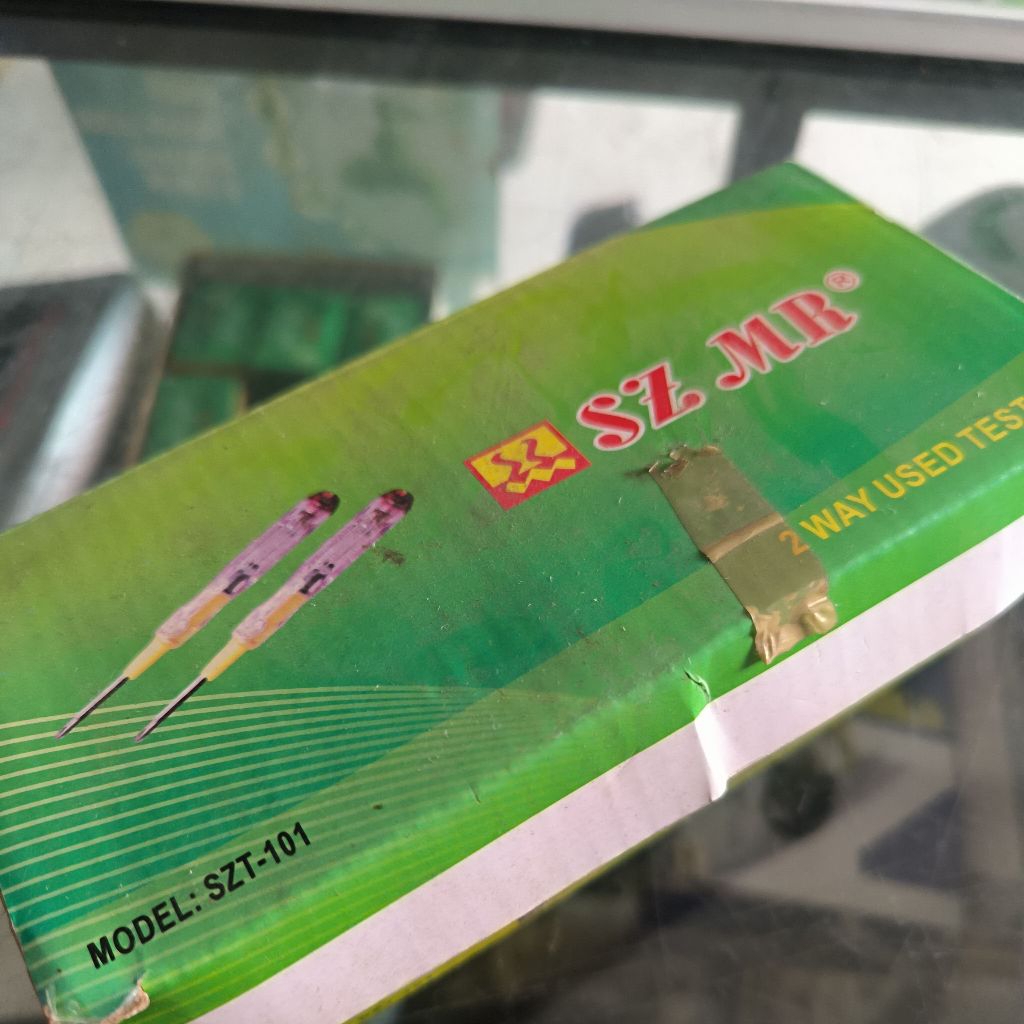 SZ MR®
2 WAY USED TEST
MODEL: SZT-101